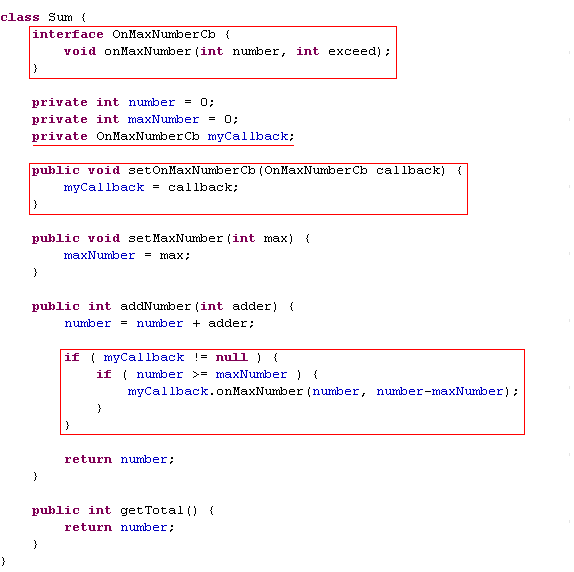 class Sum {
    interface OnMaxNumberCb {
        void onMaxNumber(int number, int exceed);
    }
    private int number = 0;
    private int maxNumber = 0;
    private OnMaxNumberCb myCallback;
    public void setOnMaxNumberCb(OnMaxNumberCb callback) {
        myCallback = callback;
    }
    public void setMaxNumber(int max) {
        maxNumber = max;
    }
    public int addNumber(int adder) {
        number = number + adder;
        if ( myCallback != null ) {
            if ( number >= maxNumber ) {
                myCallback.onMaxNumber(number, number-maxNumber);
            }
        }
        return number;
    }
    public int getTotal() {
        return number;
    }
}